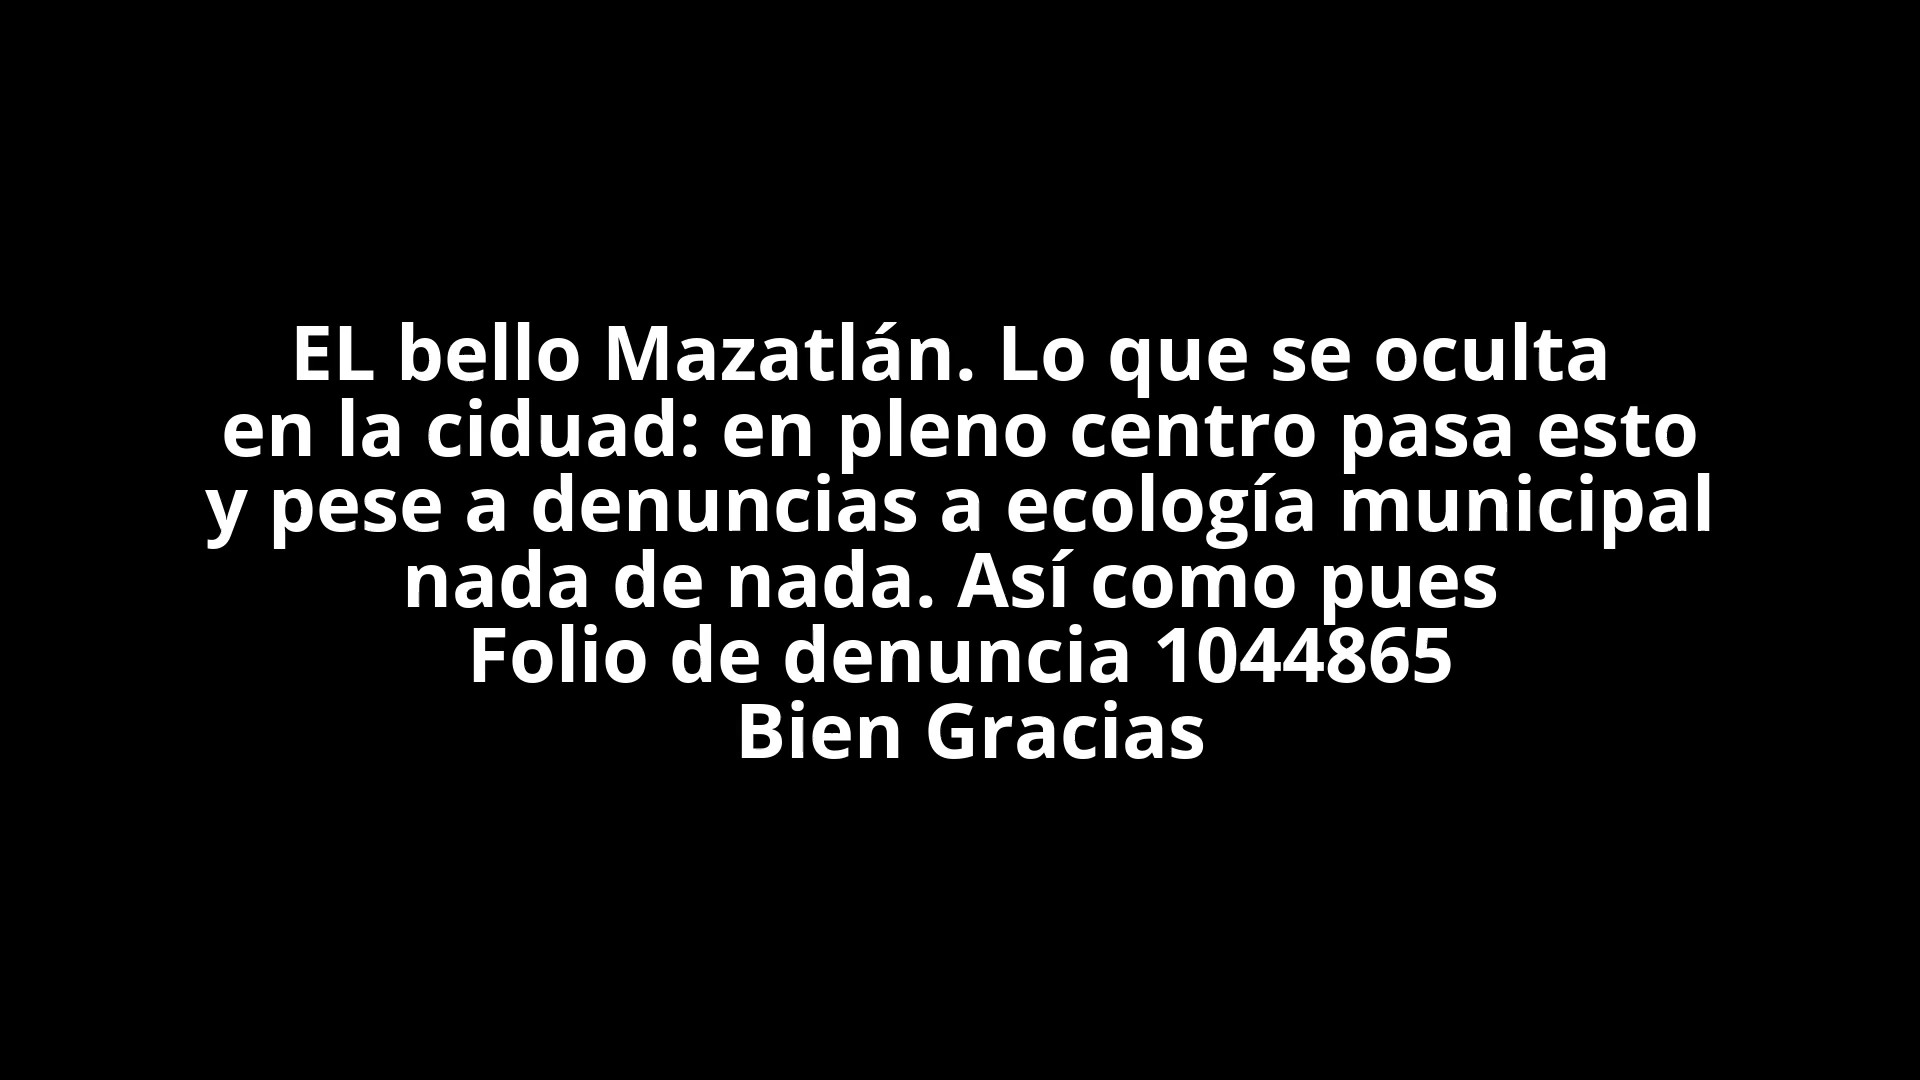 EL bello Mazatlán. Lo que se oculta
en la ciduad: en pleno centro pasa esto
y pese a denuncias a ecología municipal
nada de nada. Así como pues
Folio de denuncia 1044865
Bien Gracias